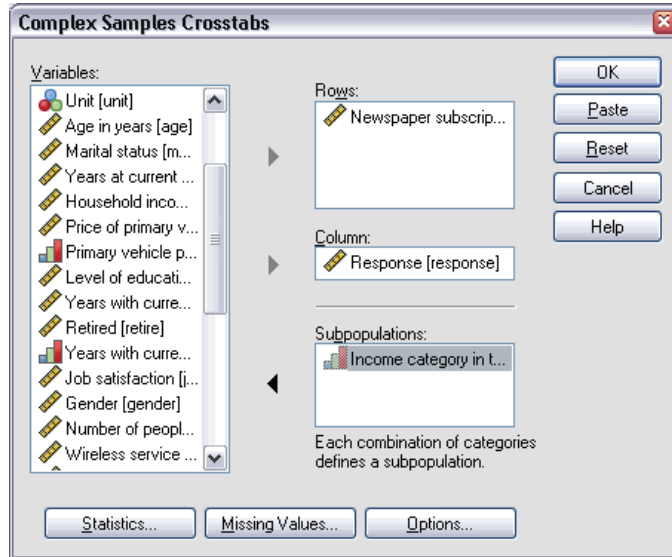 Complex Samples Crosstabs
Variables:
Unit [unit]
Age in years [age]
Marital status [m...
Years at current ...
Household inco...
Price of primary v...
Primary vehicle p...
Level of educati...
Years with curre...
Retired [retire]
Years with curre...
Job satisfaction [j...
Gender [gender]
Number of peopl...
Wireless service ...
Rows:
Newspaper subscrip...
Column:
Response [response]
Subpopulations:
Income category in t...
Each combination of categories
defines a subpopulation.
OK
Paste
Reset
Cancel
Help
Statistics...
Missing Values...
Options...